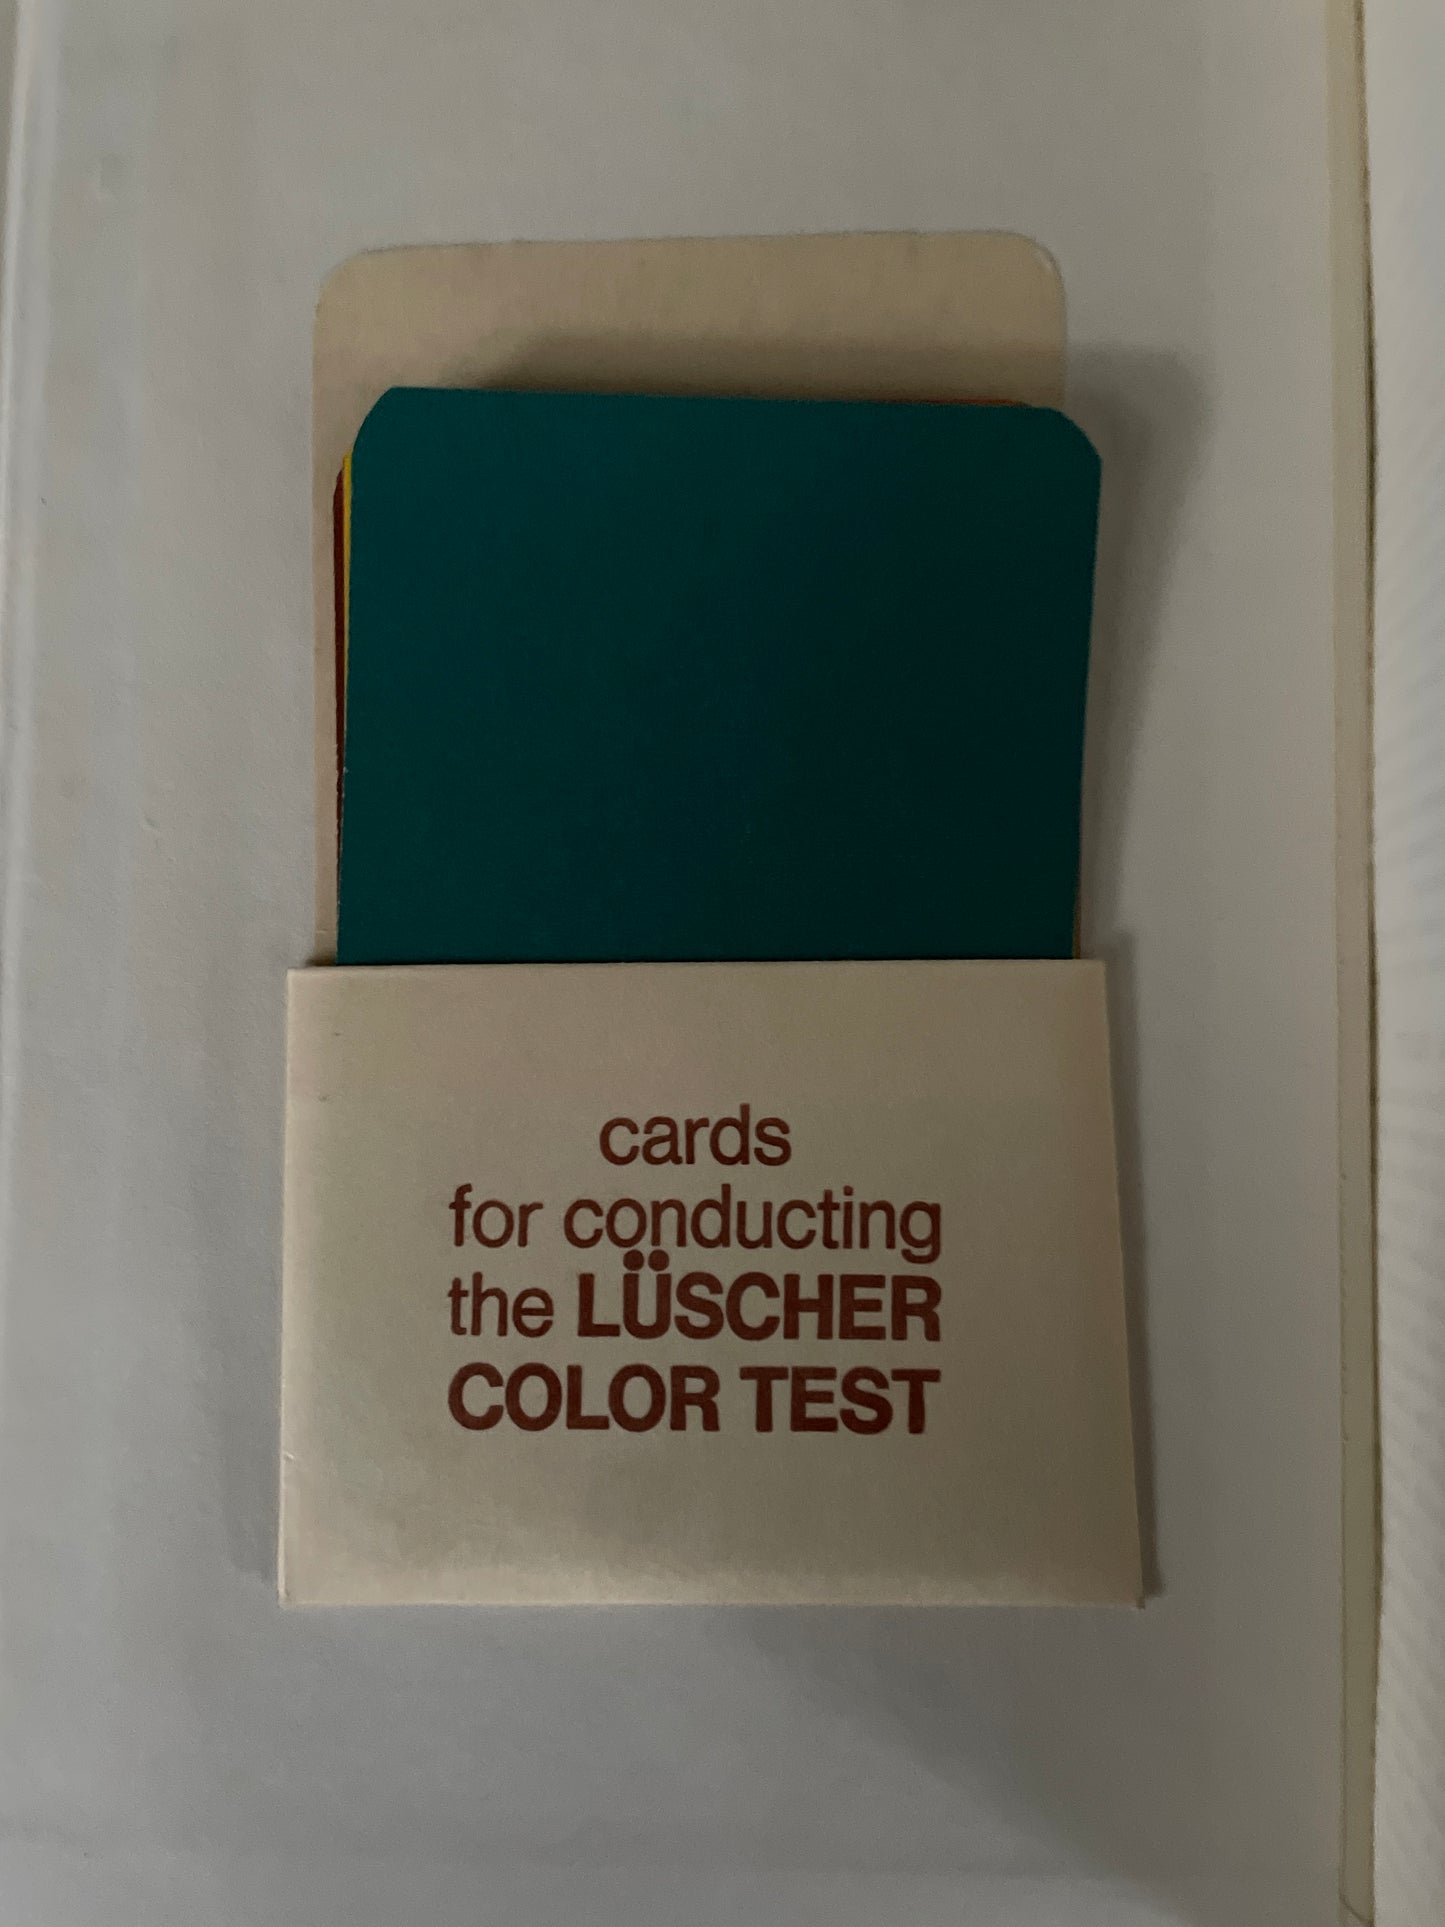 cards
for conducting
the LÜSCHER
COLOR TEST